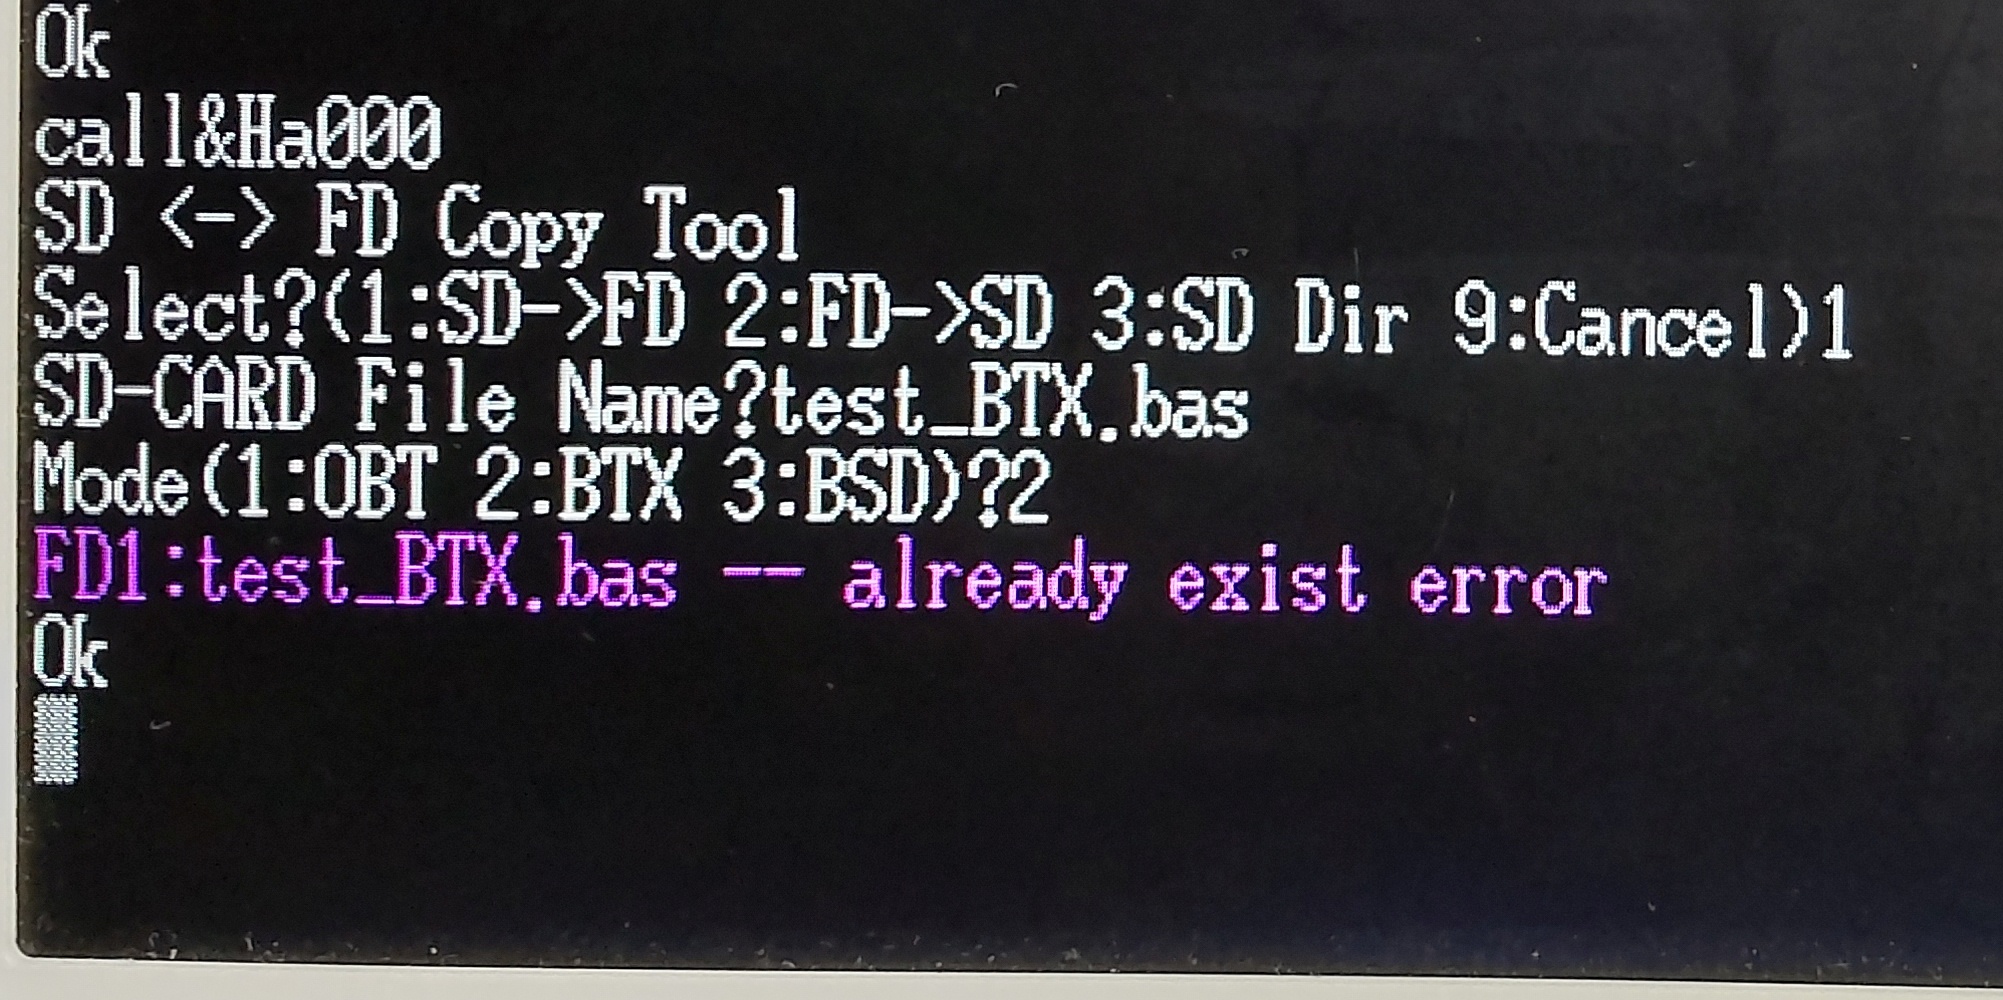 Ok
call&Ha000
SD <-> FD Copy Tool
Select?(1:SD->FD 2:FD->SD 3:SD Dir 9:Cancel)1
SD-CARD File Name?test_BTX.bas
Mode(1:OBT 2:BTX 3:BSD)?2
FD1:test_BTX.bas -- already exist error
Ok